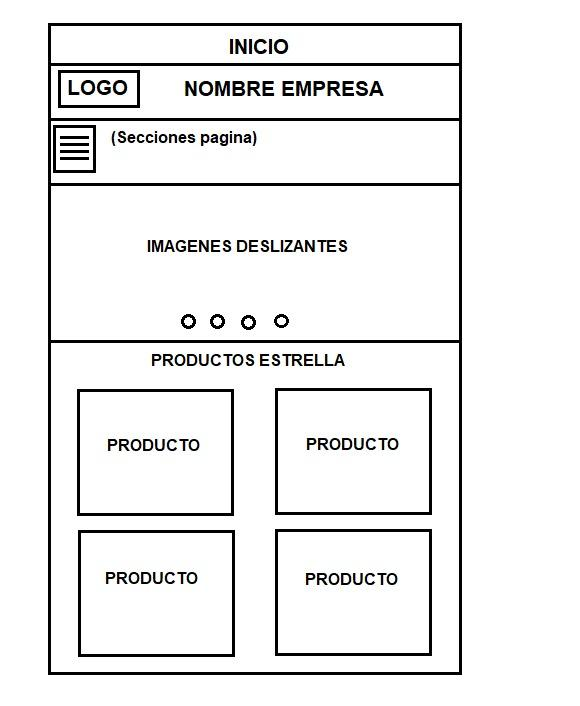 INICIO
LOGO
NOMBRE EMPRESA
(Secciones pagina)
IMAGENES DESLIZANTES
PRODUCTOS ESTRELLA
PRODUCTO
PRODUCTO
PRODUCTO
PRODUCTO